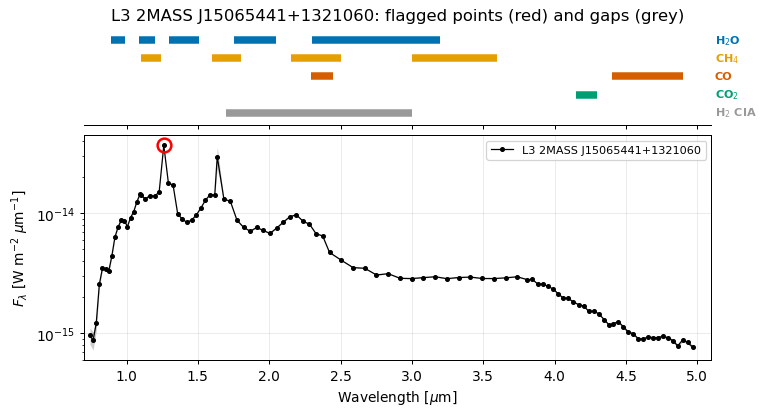 L3 2MASS J15065441+1321060: flagged points (red) and gaps (grey)
H₂O
CH₄
CO
CO₂
H₂ CIA
L3 2MASS J15065441+1321060
10⁻¹⁴
10⁻¹⁵
F_λ [W m⁻² μm⁻¹]
1.0 1.5 2.0 2.5 3.0 3.5 4.0 4.5 5.0
Wavelength [μm]